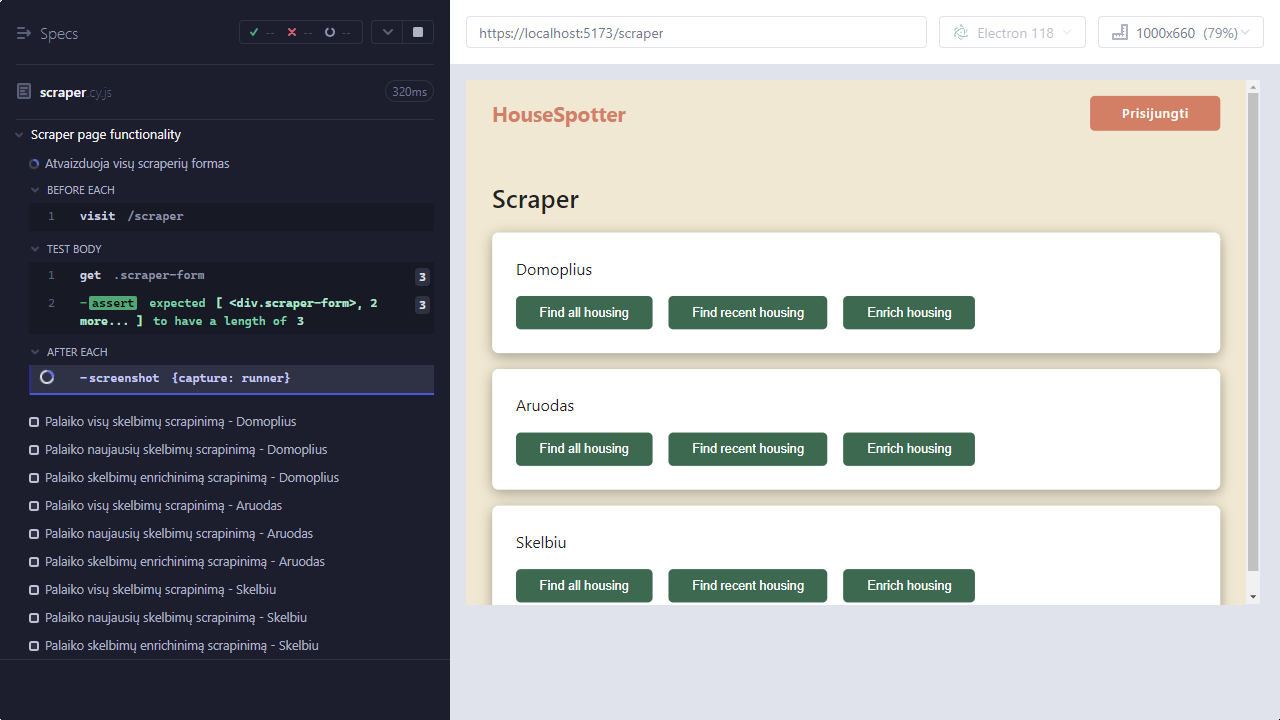 Specs
-- -- --
scraper.cy.js
320ms
Scraper page functionality
Atvaizduoja visų scraperių formas
BEFORE EACH
1 visit /scraper
TEST BODY
1 get .scraper-form 3
2 -assert expected [ <div.scraper-form>, 2 3
more... ] to have a length of 3
AFTER EACH
-screenshot {capture: runner}
Palaiko visų skelbimų scrapinimą - Domoplius
Palaiko naujausių skelbimų scrapinimą - Domoplius
Palaiko skelbimų enrichinimą scrapinimą - Domoplius
Palaiko visų skelbimų scrapinimą - Aruodas
Palaiko naujausių skelbimų scrapinimą - Aruodas
Palaiko skelbimų enrichinimą scrapinimą - Aruodas
Palaiko visų skelbimų scrapinimą - Skelbiu
Palaiko naujausių skelbimų scrapinimą - Skelbiu
Palaiko skelbimų enrichinimą scrapinimą - Skelbiu
https://localhost:5173/scraper
Electron 118
1000x660 (79%)
HouseSpotter
Prisijungti
Scraper
Domoplius
Find all housing Find recent housing Enrich housing
Aruodas
Find all housing Find recent housing Enrich housing
Skelbiu
Find all housing Find recent housing Enrich housing